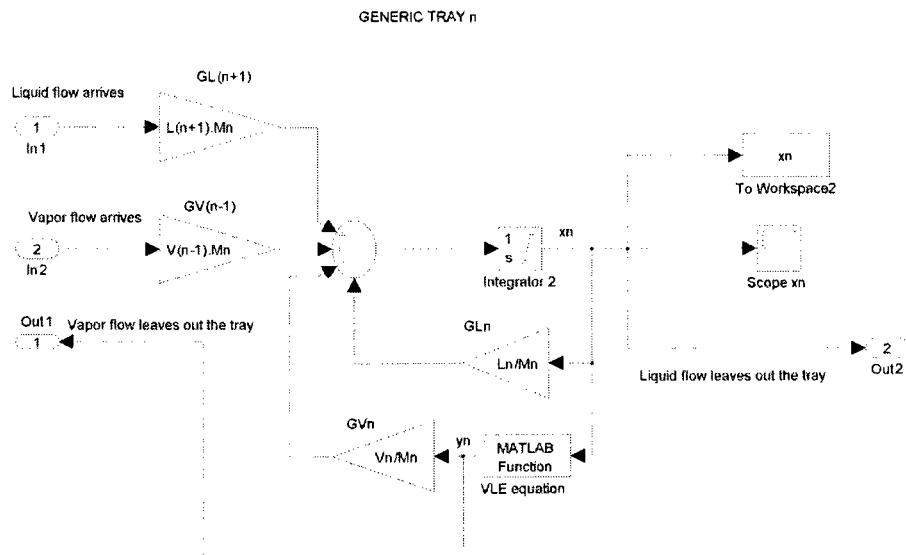 GENERIC TRAY n
GL(n+1)
Liquid flow arrives
1
In1
L(n+1).Mn
xn
To Workspace2
GV(n-1)
Vapor flow arrives
2
In2
V(n-1).Mn
1
s
Integrator 2
xn
Scope xn
Out1
Vapor flow leaves out the tray
1
GLn
Ln/Mn
Liquid flow leaves out the tray
2
Out2
GVn
Vn/Mn
yn
MATLAB
Function
VLE equation